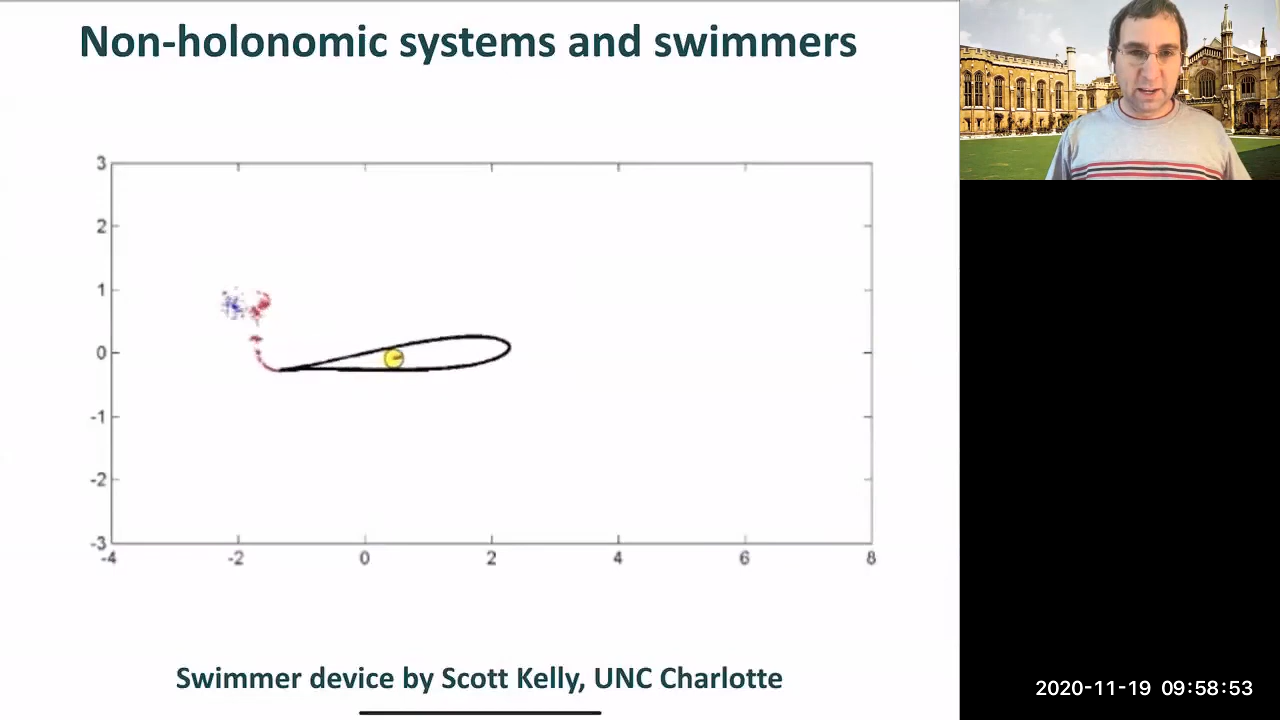 Non-holonomic systems and swimmers
3
2
1
0
-1
-2
-3
-4 -2 0 2 4 6 8
Swimmer device by Scott Kelly, UNC Charlotte
2020-11-19 09:58:53